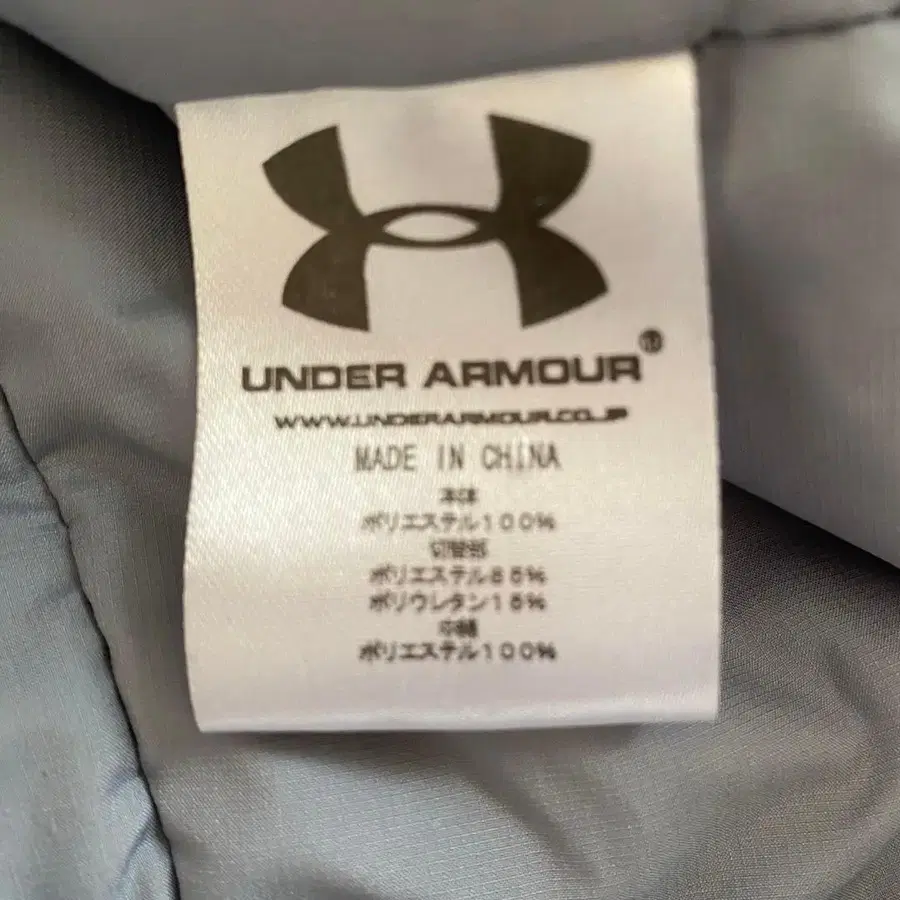 UNDER ARMOUR®
WWW.UNDERARMOUR.CO.JP
MADE IN CHINA
本体
ポリエステル100%
切替部
ポリエステル85%
ポリウレタン15%
中綿
ポリエステル100%